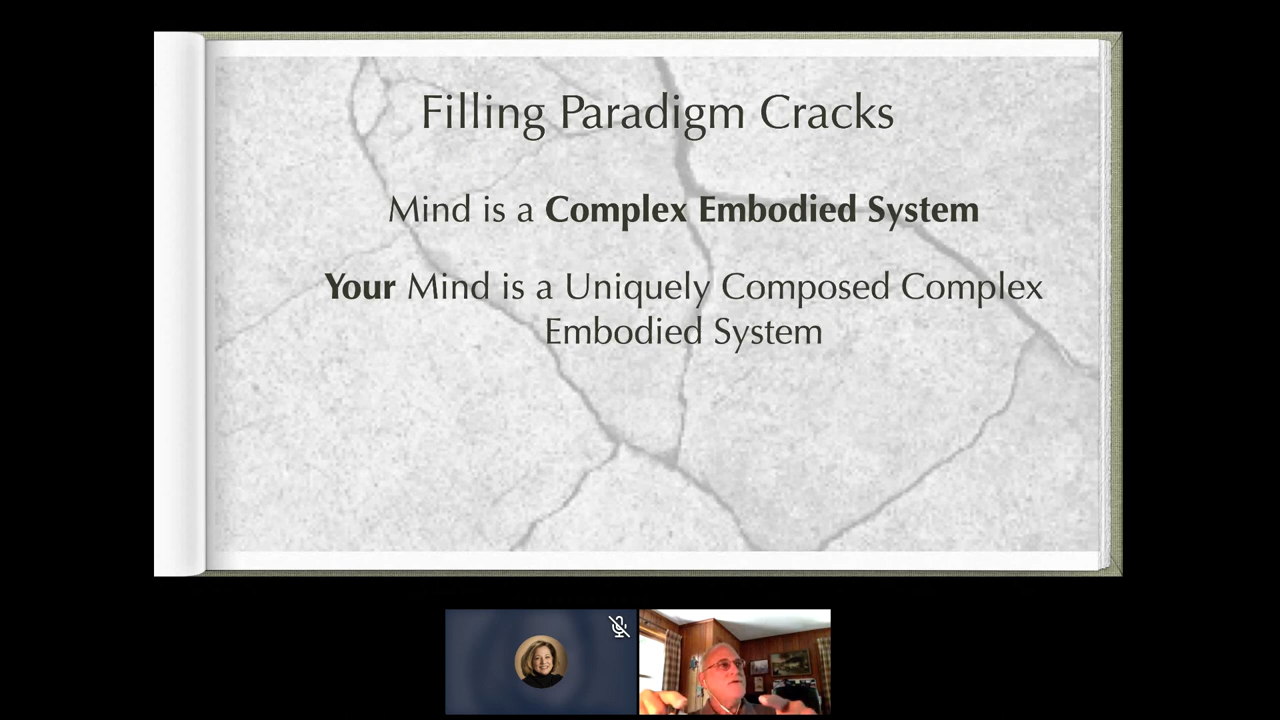 Filling Paradigm Cracks
Mind is a Complex Embodied System
Your Mind is a Uniquely Composed Complex
Embodied System